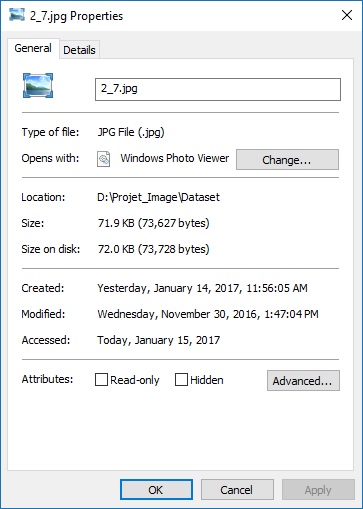 2_7.jpg Properties
General Details
2_7.jpg
Type of file: JPG File (.jpg)
Opens with: Windows Photo Viewer Change...
Location: D:\Projet_Image\Dataset
Size: 71.9 KB (73,627 bytes)
Size on disk: 72.0 KB (73,728 bytes)
Created: Yesterday, January 14, 2017, 11:56:05 AM
Modified: Wednesday, November 30, 2016, 1:47:04 PM
Accessed: Today, January 15, 2017
Attributes: Read-only Hidden Advanced...
OK Cancel Apply